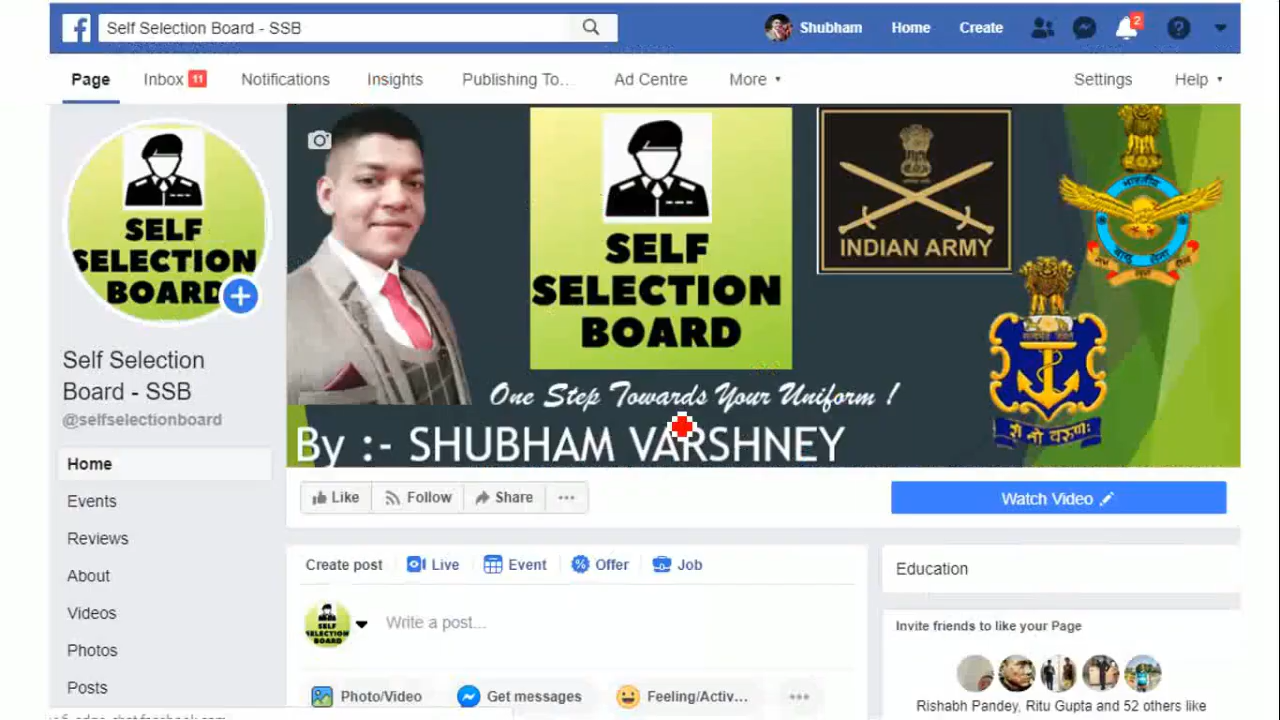 Self Selection Board - SSB
Shubham
Home
Create
2
Page
Inbox 11
Notifications
Insights
Publishing To...
Ad Centre
More
Settings
Help
SELF
SELECTION
BOARD
SELF
SELECTION
BOARD
INDIAN ARMY
One Step Towards Your Uniform !
By :- SHUBHAM VARSHNEY
Self Selection
Board - SSB
@selfselectionboard
Home
Events
Reviews
About
Videos
Photos
Posts
Like
Follow
Share
Watch Video
Create post
Live
Event
Offer
Job
SELF
SELECTION
BOARD
Write a post...
Photo/Video
Get messages
Feeling/Activ...
Education
Invite friends to like your Page
Rishabh Pandey, Ritu Gupta and 52 others like